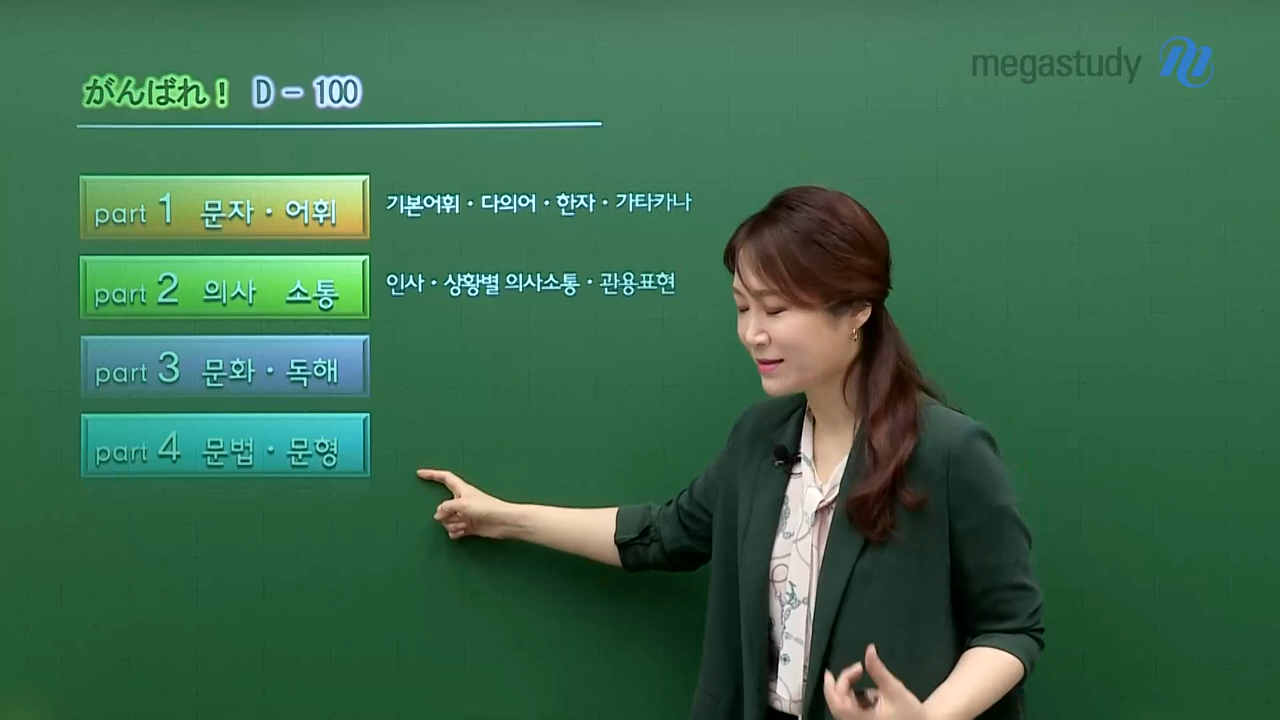 がんばれ! D - 100
megastudy
part 1 문자 · 어휘 기본어휘 · 다의어 · 한자 · 가타카나
part 2 의사 소통 인사 · 상황별 의사소통 · 관용표현
part 3 문화 · 독해
part 4 문법 · 문형